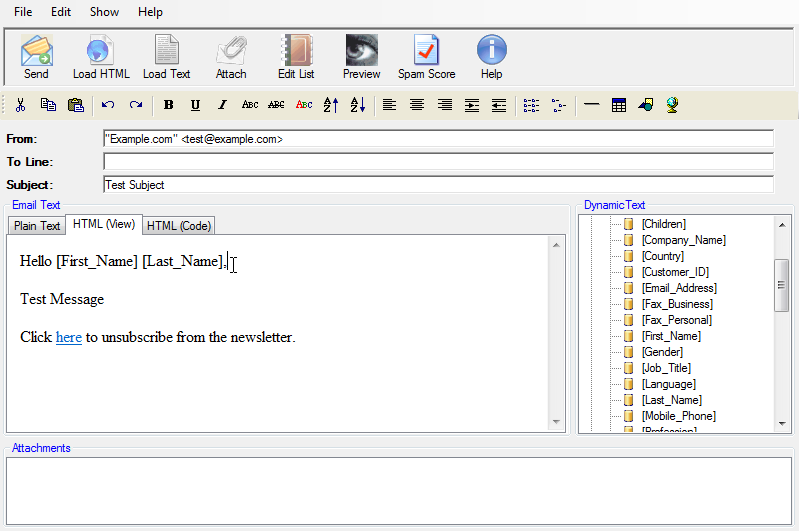 File Edit Show Help
Send Load HTML Load Text Attach Edit List Preview Spam Score Help
B U I ABC ABC ABC A Z A Z
From: "Example.com" <test@example.com>
To Line:
Subject: Test Subject
Email Text
Plain Text HTML (View) HTML (Code)
Hello [First_Name] [Last_Name],
Test Message
Click here to unsubscribe from the newsletter.
DynamicText
[Children]
[Company_Name]
[Country]
[Customer_ID]
[Email_Address]
[Fax_Business]
[Fax_Personal]
[First_Name]
[Gender]
[Job_Title]
[Language]
[Last_Name]
[Mobile_Phone]
[Profession]
Attachments